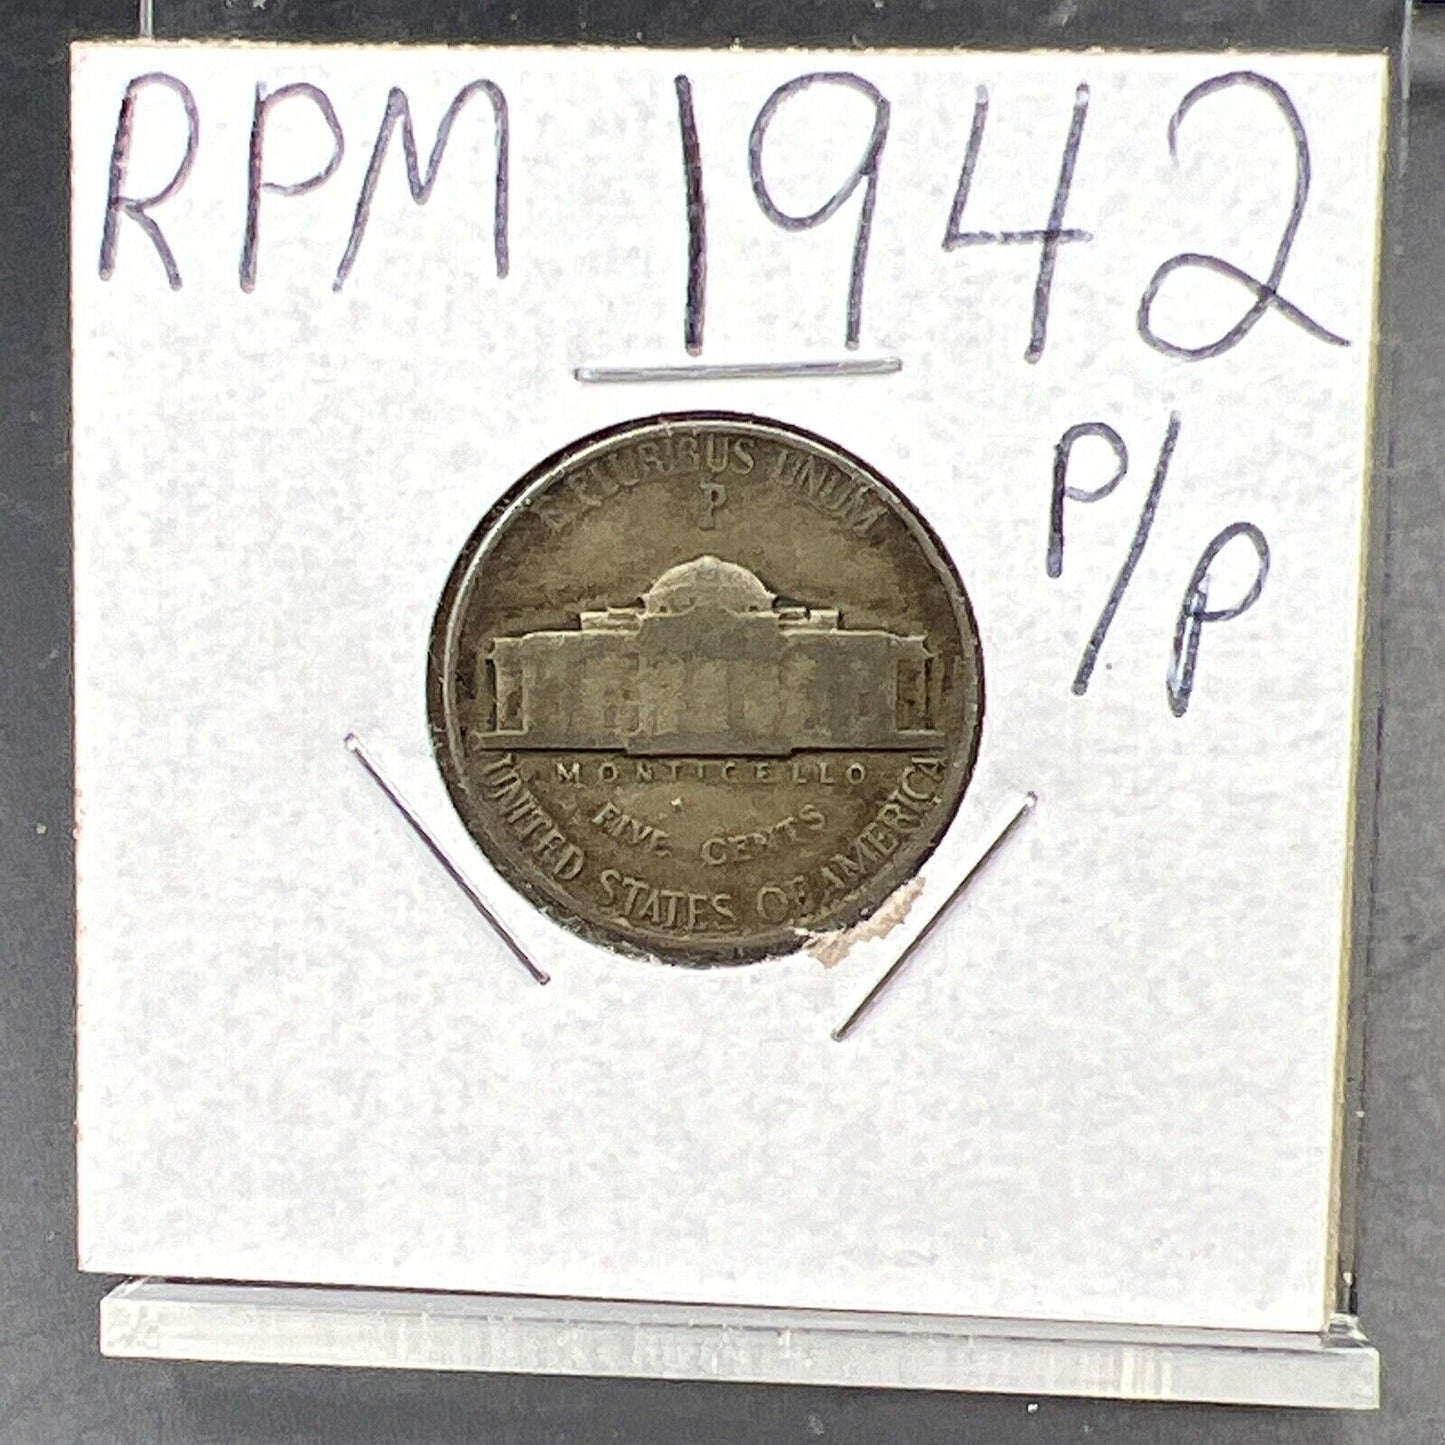 RPM 1942
P/P
E PLURIBUS UNUM
P
MONTICELLO
FIVE CENTS
UNITED STATES OF AMERICA